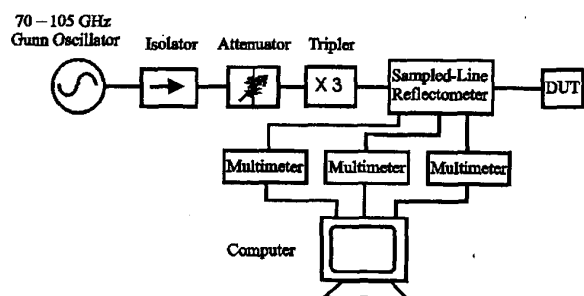 70 – 105 GHz
Gunn Oscillator
Isolator
Attenuator
Tripler
X 3
Sampled-Line
Reflectometer
DUT
Multimeter
Multimeter
Multimeter
Computer